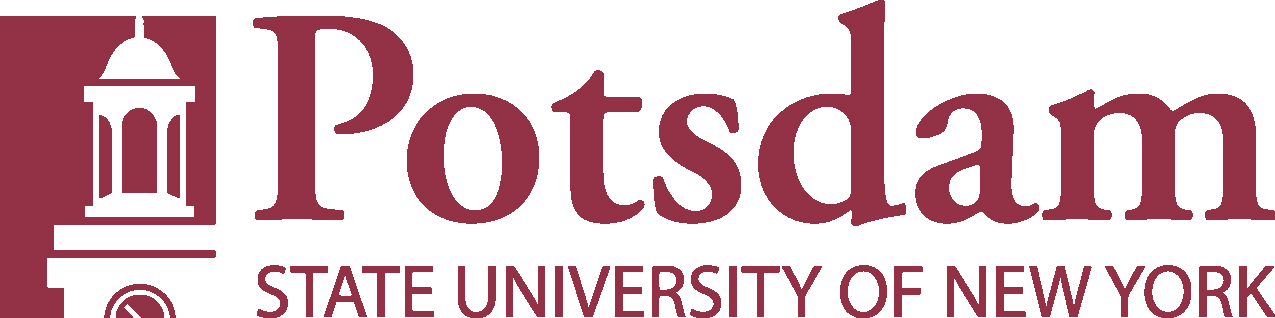 Potsdam
STATE UNIVERSITY OF NEW YORK